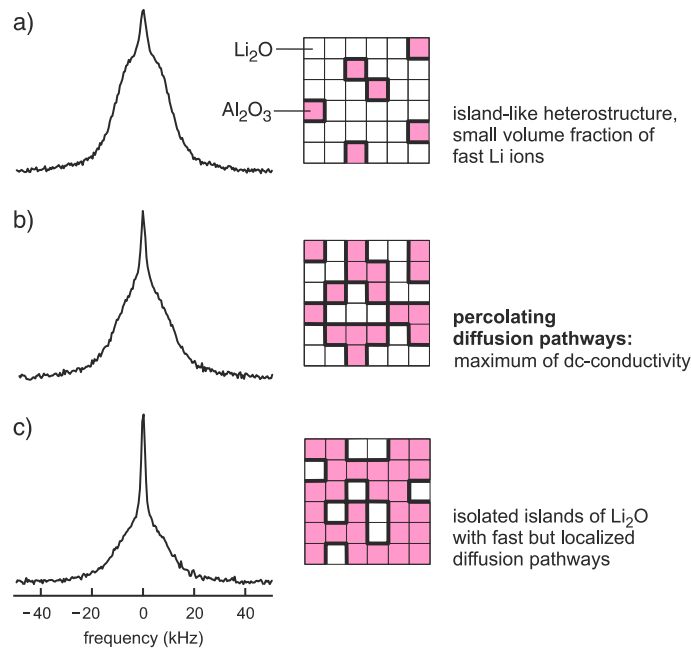 a)
Li₂O
Al₂O₃
island-like heterostructure,
small volume fraction of
fast Li ions
b)
percolating
diffusion pathways:
maximum of dc-conductivity
c)
isolated islands of Li₂O
with fast but localized
diffusion pathways
−40 −20 0 20 40
frequency (kHz)